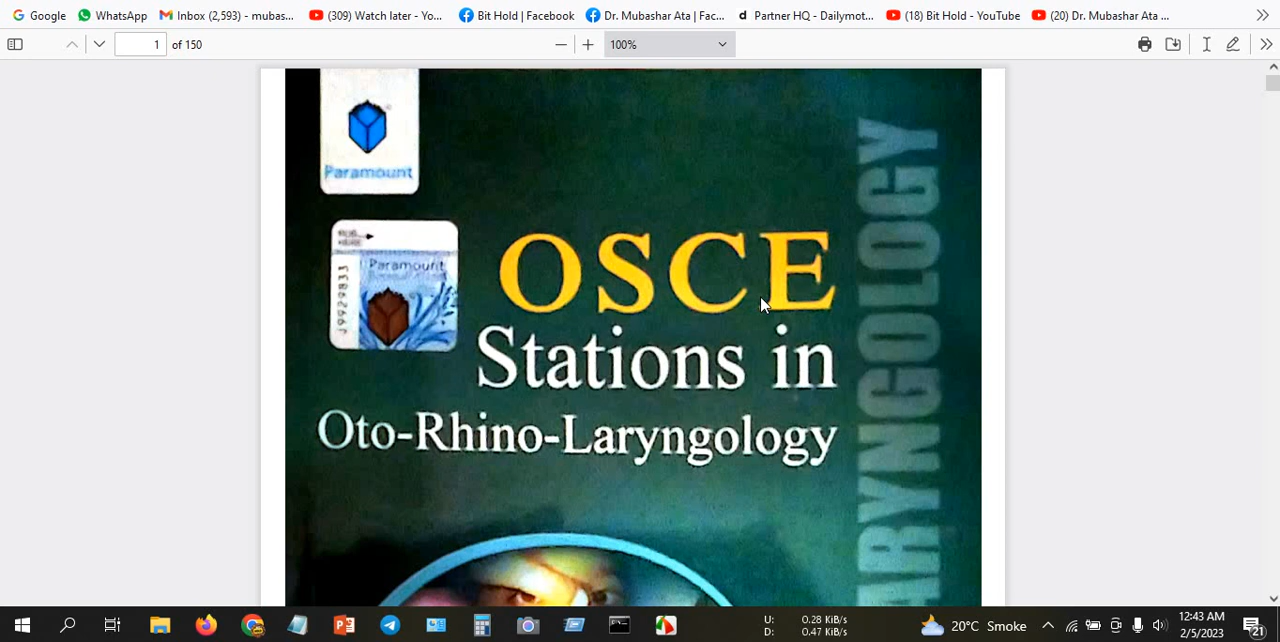 Google WhatsApp Inbox (2,593) - mubas... (309) Watch later - Yo... Bit Hold | Facebook Dr. Mubashar Ata | Fac... Partner HQ - Dailymot... (18) Bit Hold - YouTube (20) Dr. Mubashar Ata ...
1 of 150 100%
Paramount
Paramount
J9929833
OSCE
Stations in
Oto-Rhino-Laryngology
ARYNGOLOGY
U: 0.28 KiB/s
D: 0.47 KiB/s
20°C Smoke
12:43 AM
2/5/2023
21